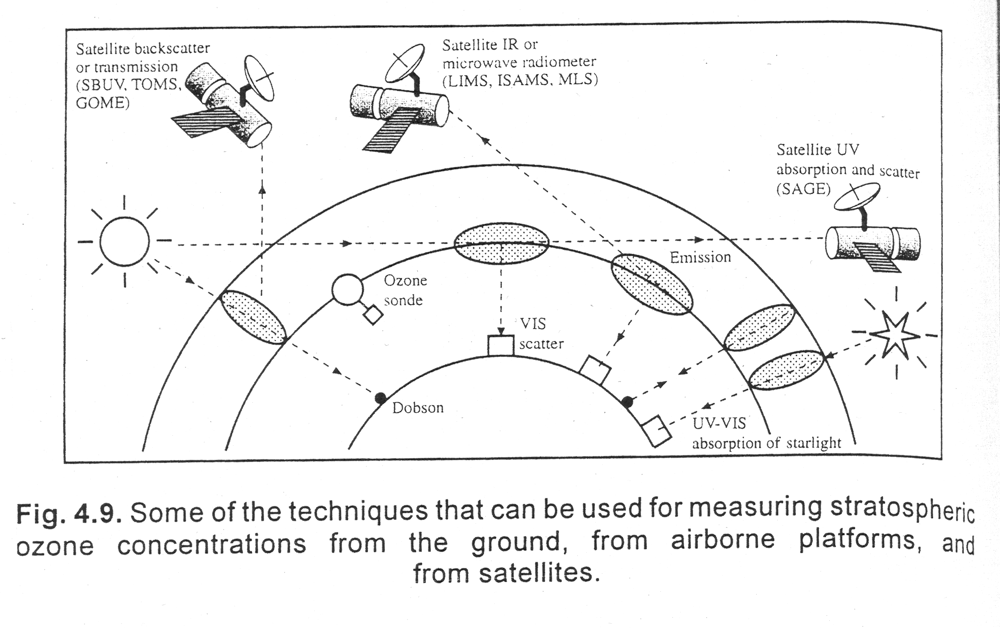 Satellite backscatter
or transmission
(SBUV, TOMS,
GOME)
Satellite IR or
microwave radiometer
(LIMS, ISAMS, MLS)
Satellite UV
absorption and scatter
(SAGE)
Emission
Ozone
sonde
VIS
scatter
Dobson
UV-VIS
absorption of starlight
Fig. 4.9. Some of the techniques that can be used for measuring stratospheric
ozone concentrations from the ground, from airborne platforms, and
from satellites.